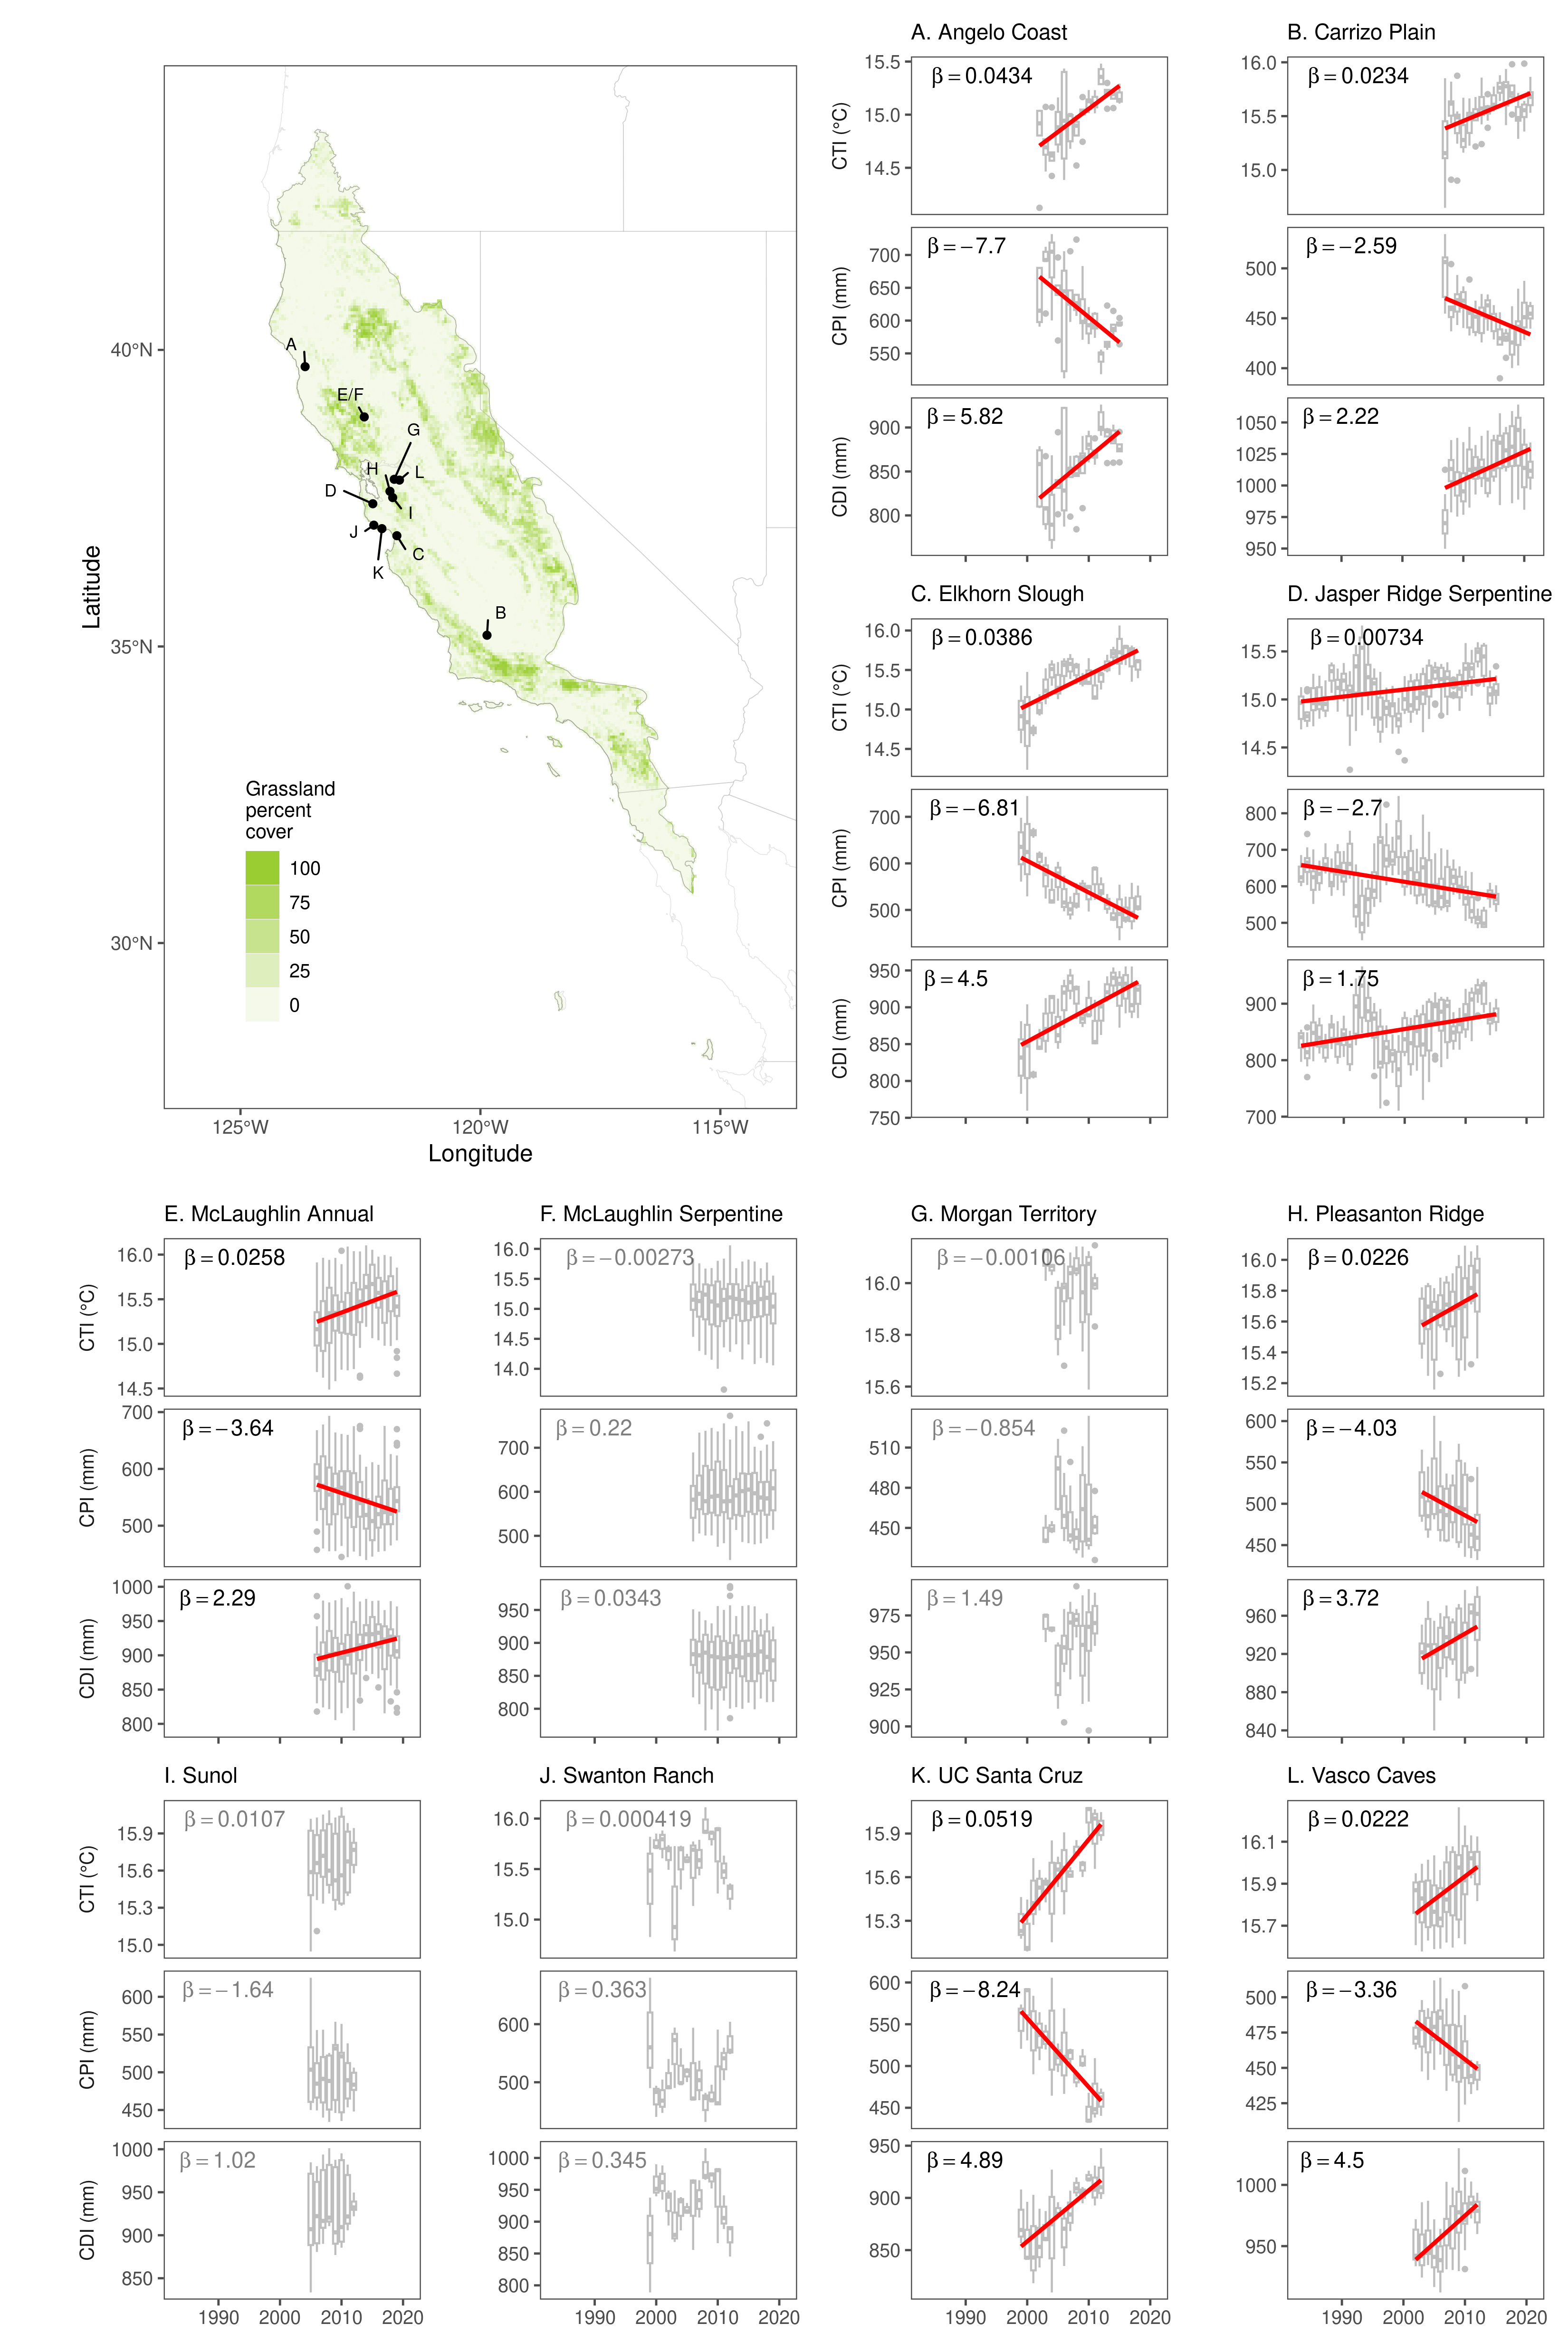 A. Angelo Coast
B. Carrizo Plain
β = 0.0434
β = 0.0234
15.5
15.0
14.5
CTI (°C)
16.0
15.5
15.0
β = −7.7
β = −2.59
700
650
600
550
CPI (mm)
500
450
400
β = 5.82
β = 2.22
900
850
800
CDI (mm)
1050
1025
1000
975
950
C. Elkhorn Slough
D. Jasper Ridge Serpentine
β = 0.0386
β = 0.00734
16.0
15.5
15.0
14.5
CTI (°C)
15.5
15.0
14.5
β = −6.81
β = −2.7
700
600
500
CPI (mm)
800
700
600
500
β = 4.5
β = 1.75
950
900
850
800
750
CDI (mm)
900
800
700
A
E/F
G
H
L
D
I
J
C
K
B
40°N
35°N
30°N
Latitude
Grassland
percent
cover
100
75
50
25
0
125°W
120°W
115°W
Longitude
E. McLaughlin Annual
F. McLaughlin Serpentine
G. Morgan Territory
H. Pleasanton Ridge
β = 0.0258
β = −0.00273
β = −0.00106
β = 0.0226
CTI (°C)
16.0
15.5
15.0
14.5
16.0
15.5
15.0
14.5
14.0
16.0
15.8
15.6
16.0
15.8
15.6
15.4
15.2
β = −3.64
β = 0.22
β = −0.854
β = −4.03
CPI (mm)
700
600
500
700
600
500
510
480
450
600
550
500
450
β = 2.29
β = 0.0343
β = 1.49
β = 3.72
CDI (mm)
1000
950
900
850
800
950
900
850
800
975
950
925
900
960
920
880
840
I. Sunol
J. Swanton Ranch
K. UC Santa Cruz
L. Vasco Caves
β = 0.0107
β = 0.000419
β = 0.0519
β = 0.0222
CTI (°C)
15.9
15.6
15.3
15.0
16.0
15.5
15.0
15.9
15.6
15.3
16.1
15.9
15.7
β = −1.64
β = 0.363
β = −8.24
β = −3.36
CPI (mm)
600
550
500
450
600
500
600
550
500
450
500
475
450
425
β = 1.02
β = 0.345
β = 4.89
β = 4.5
CDI (mm)
1000
950
900
850
1000
950
900
850
800
950
900
850
1000
950
1990 2000 2010 2020
1990 2000 2010 2020
1990 2000 2010 2020
1990 2000 2010 2020